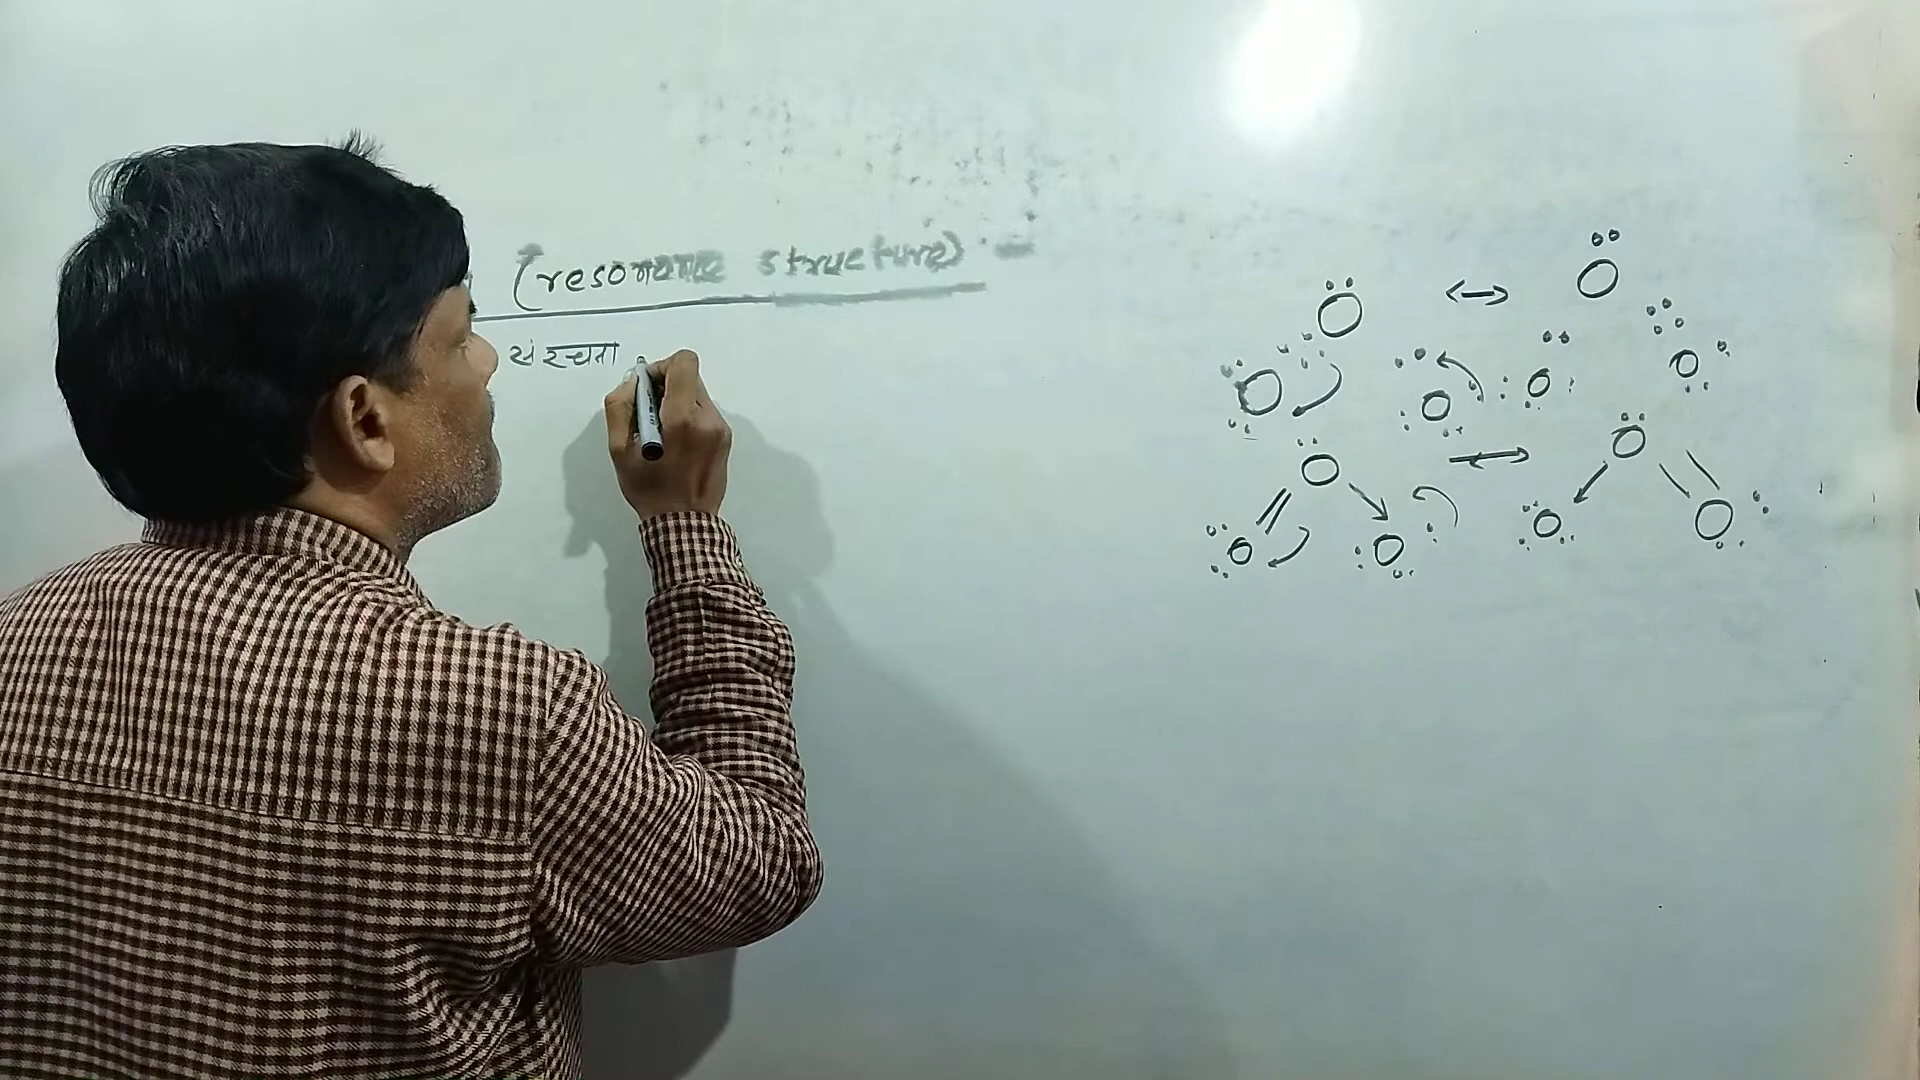 (resonance structure)
संरचना
O ↔ O
O O O O
O ↔ O
O O O O